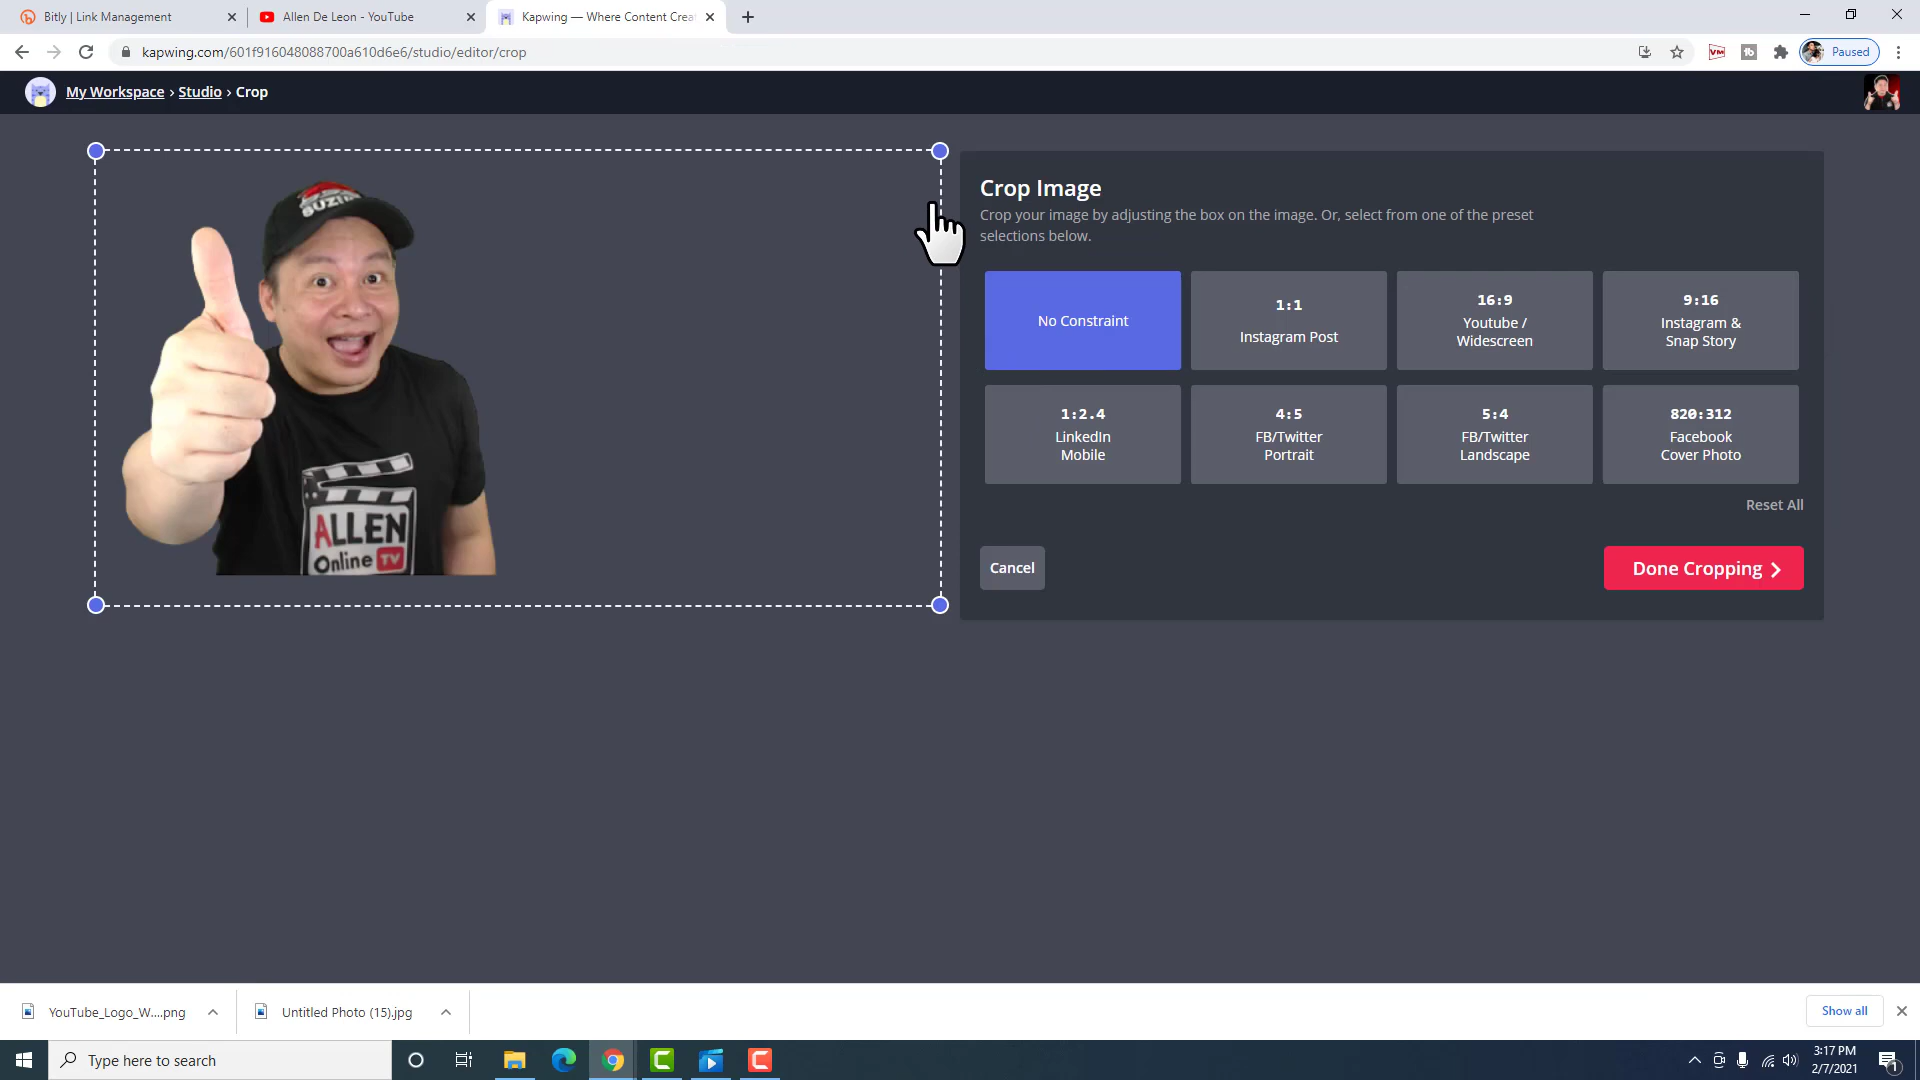 Bitly | Link Management
Allen De Leon - YouTube
Kapwing — Where Content Crea
kapwing.com/601f916048088700a610d6e6/studio/editor/crop
Paused
My Workspace › Studio › Crop
SUZU
ALLEN
Online TV
Crop Image
Crop your image by adjusting the box on the image. Or, select from one of the preset
selections below.
No Constraint
1:1
Instagram Post
16:9
Youtube /
Widescreen
9:16
Instagram &
Snap Story
1:2.4
LinkedIn
Mobile
4:5
FB/Twitter
Portrait
5:4
FB/Twitter
Landscape
820:312
Facebook
Cover Photo
Reset All
Cancel
Done Cropping
YouTube_Logo_W....png
Untitled Photo (15).jpg
Show all
Type here to search
3:17 PM
2/7/2021